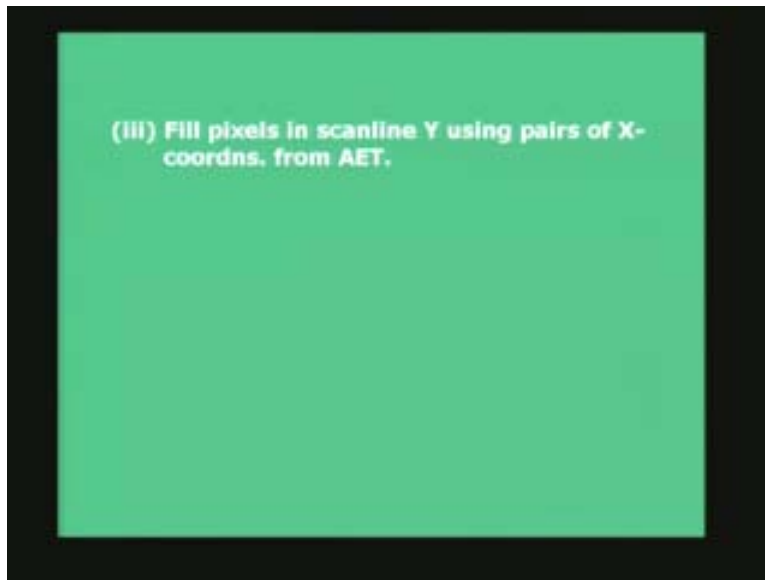 (iii) Fill pixels in scanline Y using pairs of X-
coordns. from AET.